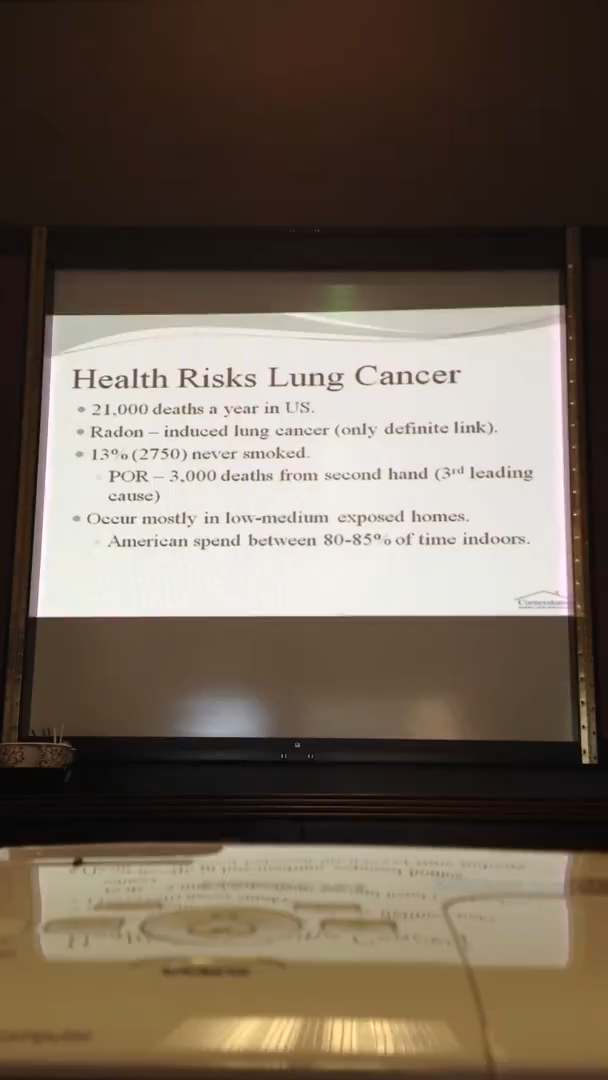 Health Risks Lung Cancer
21,000 deaths a year in US.
Radon – induced lung cancer (only definite link).
13% (2750) never smoked.
POR – 3,000 deaths from second hand (3rd leading
cause)
Occur mostly in low-medium exposed homes.
American spend between 80-85% of time indoors.